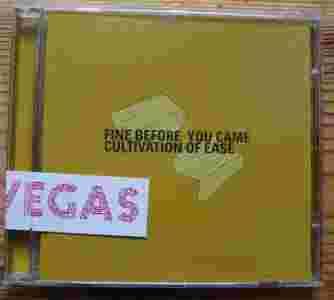 FINE BEFORE YOU CAME
CULTIVATION OF EASE
VEGAS